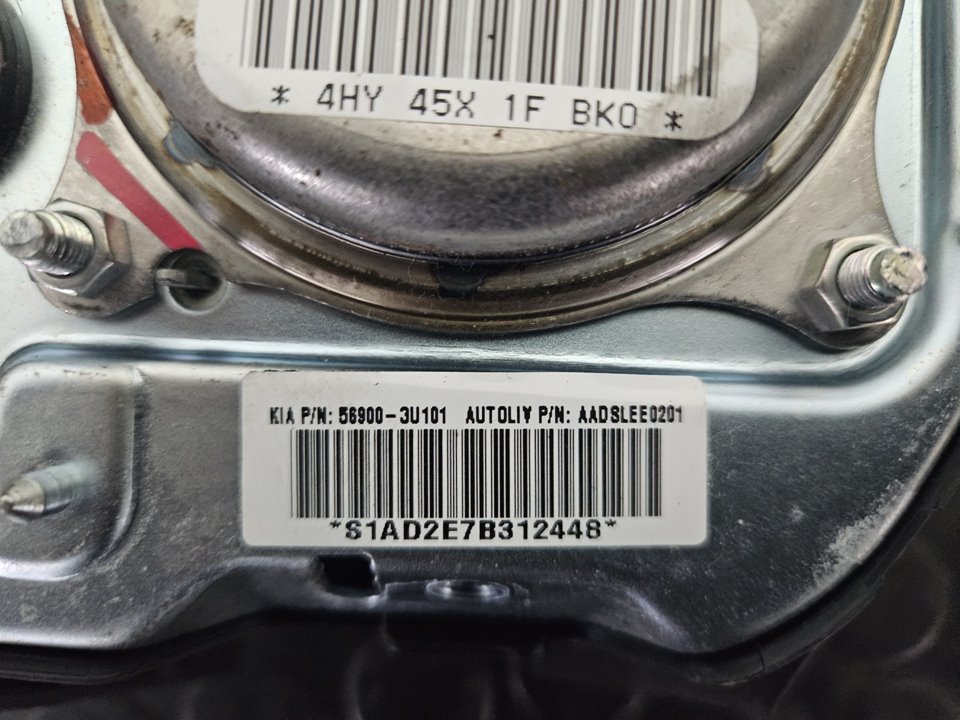 * 4HY 45X 1F BK0 *
KIA P/N: 56900-3U101 AUTOLIV P/N: AADSLEE0201
*S1AD2E7B312448*